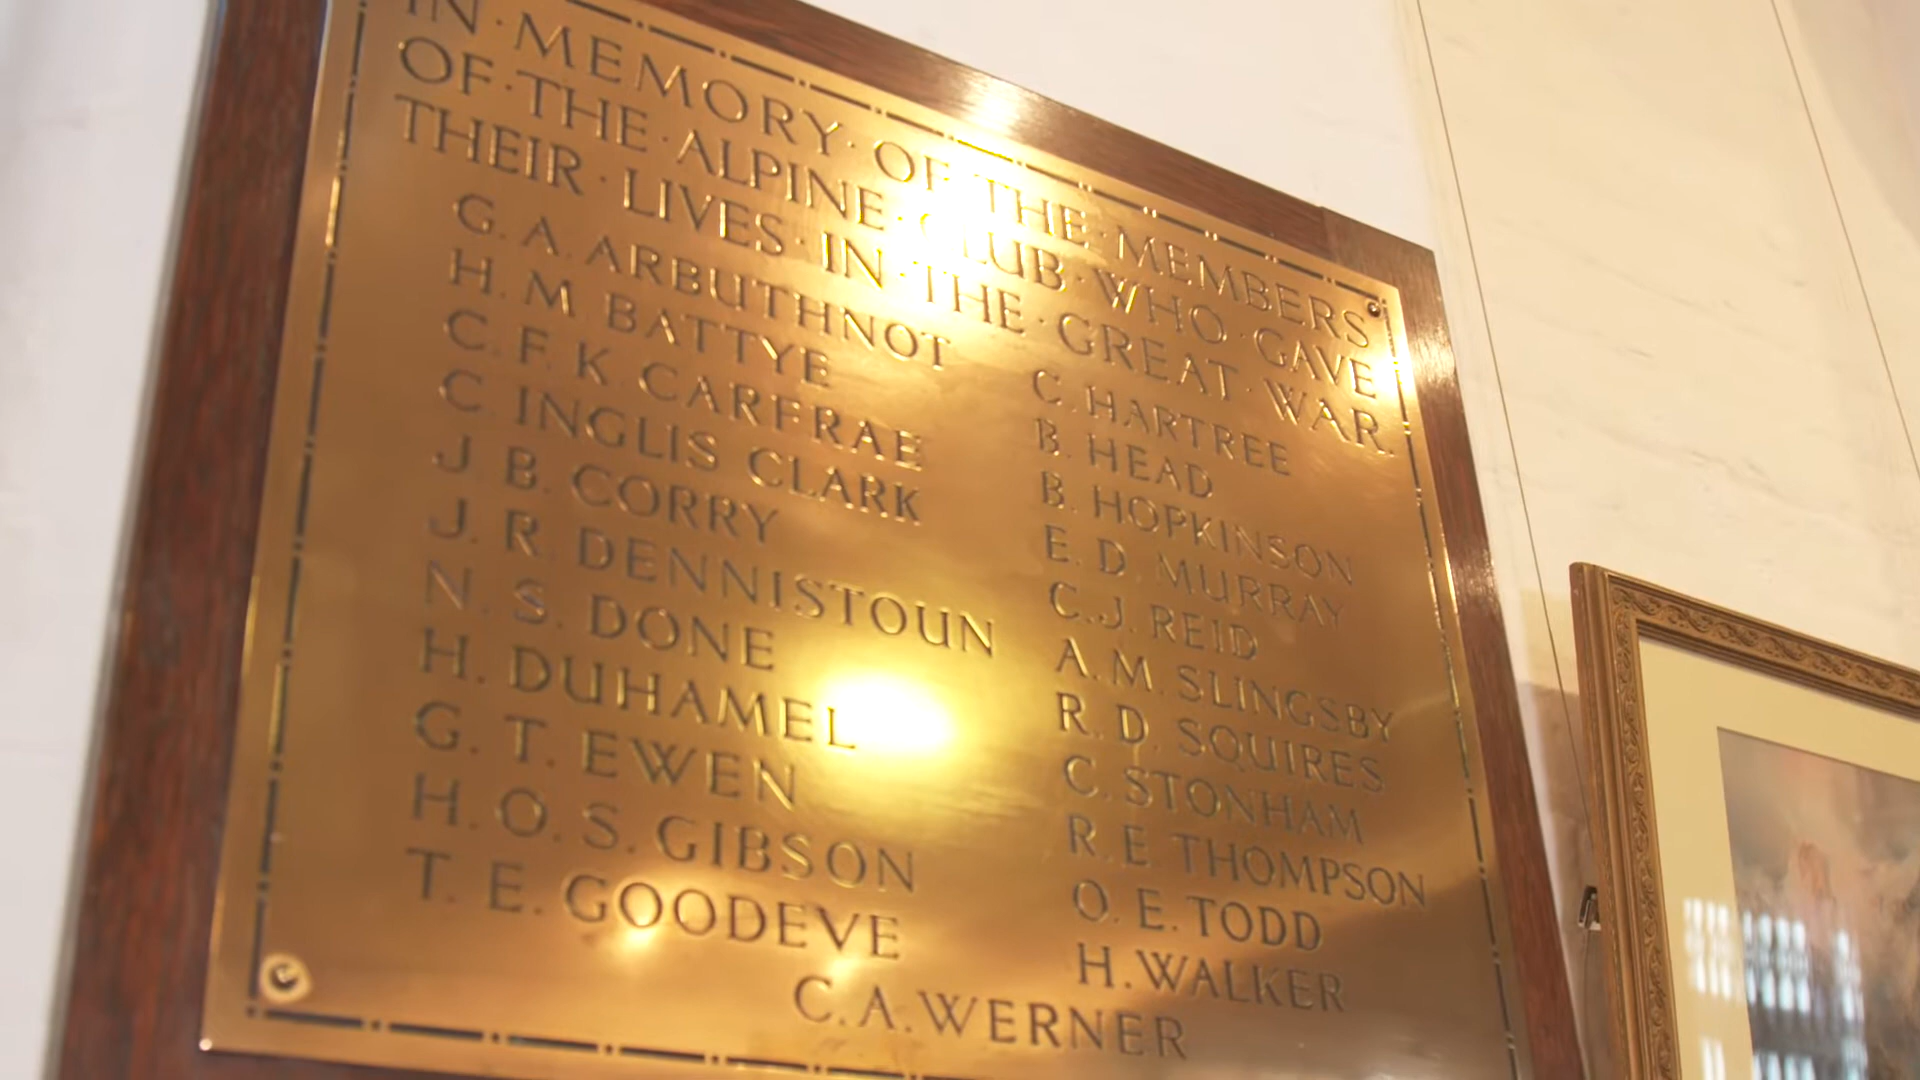 IN·MEMORY·OF·THE·MEMBERS
OF·THE·ALPINE·CLUB·WHO·GAVE
THEIR·LIVES·IN·THE·GREAT·WAR.
G. A. ARBUTHNOT
H. M BATTYE
C. F. K CARFRAE
C INGLIS CLARK
J. B. CORRY
J. R. DENNISTOUN
N. S. DONE
H. DUHAMEL
G. T. EWEN
H. O. S. GIBSON
T. E. GOODEVE
C. HARTREE
B. HEAD
B. HOPKINSON
E. D. MURRAY
C. J. REID
A. M. SLINGSBY
R. D. SQUIRES
C. STONHAM
R. E. THOMPSON
O. E. TODD
H. WALKER
C. A. WERNER